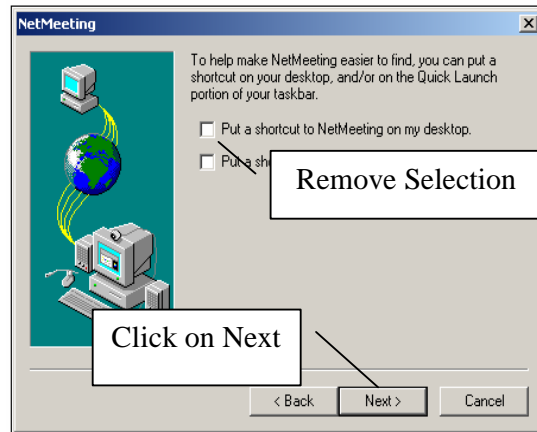 NetMeeting
To help make NetMeeting easier to find, you can put a
shortcut on your desktop, and/or on the Quick Launch
portion of your taskbar.
Put a shortcut to NetMeeting on my desktop.
Put a
Remove Selection
Click on Next
< Back Next > Cancel